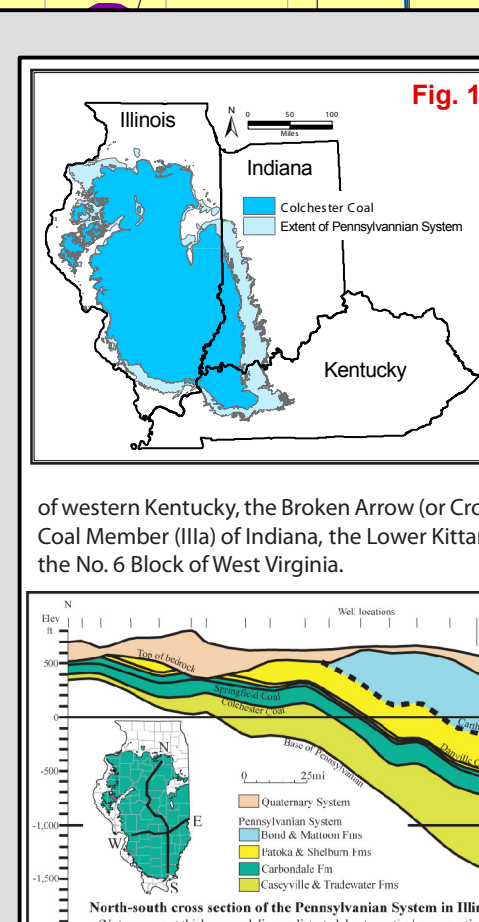 Fig. 1
Illinois
N
0 50 100
Miles
Indiana
Colchester Coal
Extent of Pennsylvannian System
Kentucky
of western Kentucky, the Broken Arrow (or Cro
Coal Member (IIIa) of Indiana, the Lower Kittan
the No. 6 Block of West Virginia.
N
Elev
ft
Well locations
500
0
-500
-1,000
-1,500
Top of bedrock
Springfield Coal
Colchester Coal
Base of Pennsylvanian
Carth
Danville C
N
W
E
S
0 25mi
Quaternary System
Pennsylvanian System
Bond & Mattoon Fms
Patoka & Shelburn Fms
Carbondale Fm
Caseyville & Tradewater Fms
North-south cross section of the Pennsylvanian System in Illi